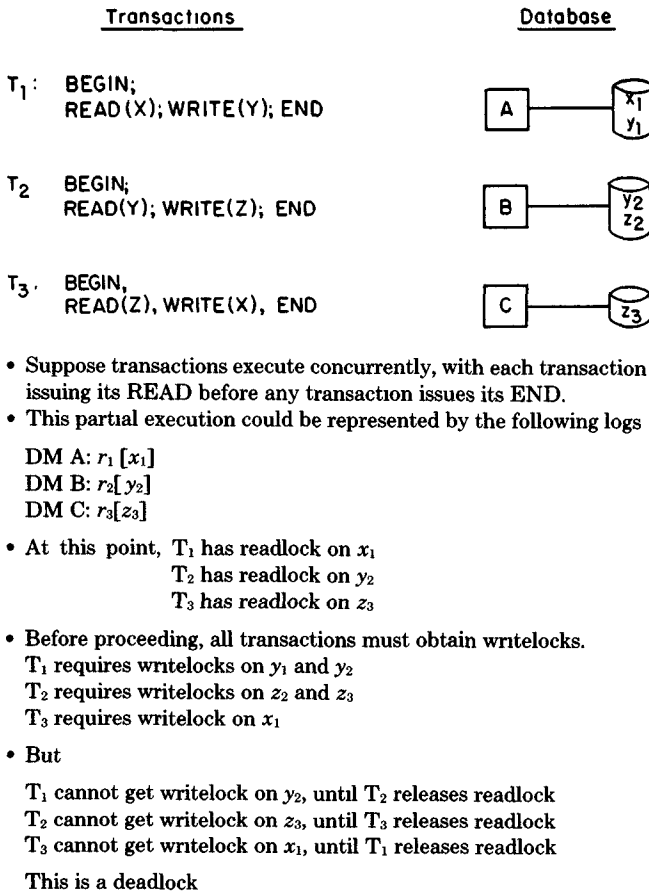 Transactions Database
T₁: BEGIN;
READ(X); WRITE(Y); END
A
x₁
y₁
T₂ BEGIN;
READ(Y); WRITE(Z); END
B
y₂
z₂
T₃. BEGIN,
READ(Z), WRITE(X), END
C
z₃
• Suppose transactions execute concurrently, with each transaction
issuing its READ before any transaction issues its END.
• This partial execution could be represented by the following logs
DM A: r₁ [x₁]
DM B: r₂[y₂]
DM C: r₃[z₃]
• At this point, T₁ has readlock on x₁
T₂ has readlock on y₂
T₃ has readlock on z₃
• Before proceeding, all transactions must obtain writelocks.
T₁ requires writelocks on y₁ and y₂
T₂ requires writelocks on z₂ and z₃
T₃ requires writelock on x₁
• But
T₁ cannot get writelock on y₂, until T₂ releases readlock
T₂ cannot get writelock on z₃, until T₃ releases readlock
T₃ cannot get writelock on x₁, until T₁ releases readlock
This is a deadlock